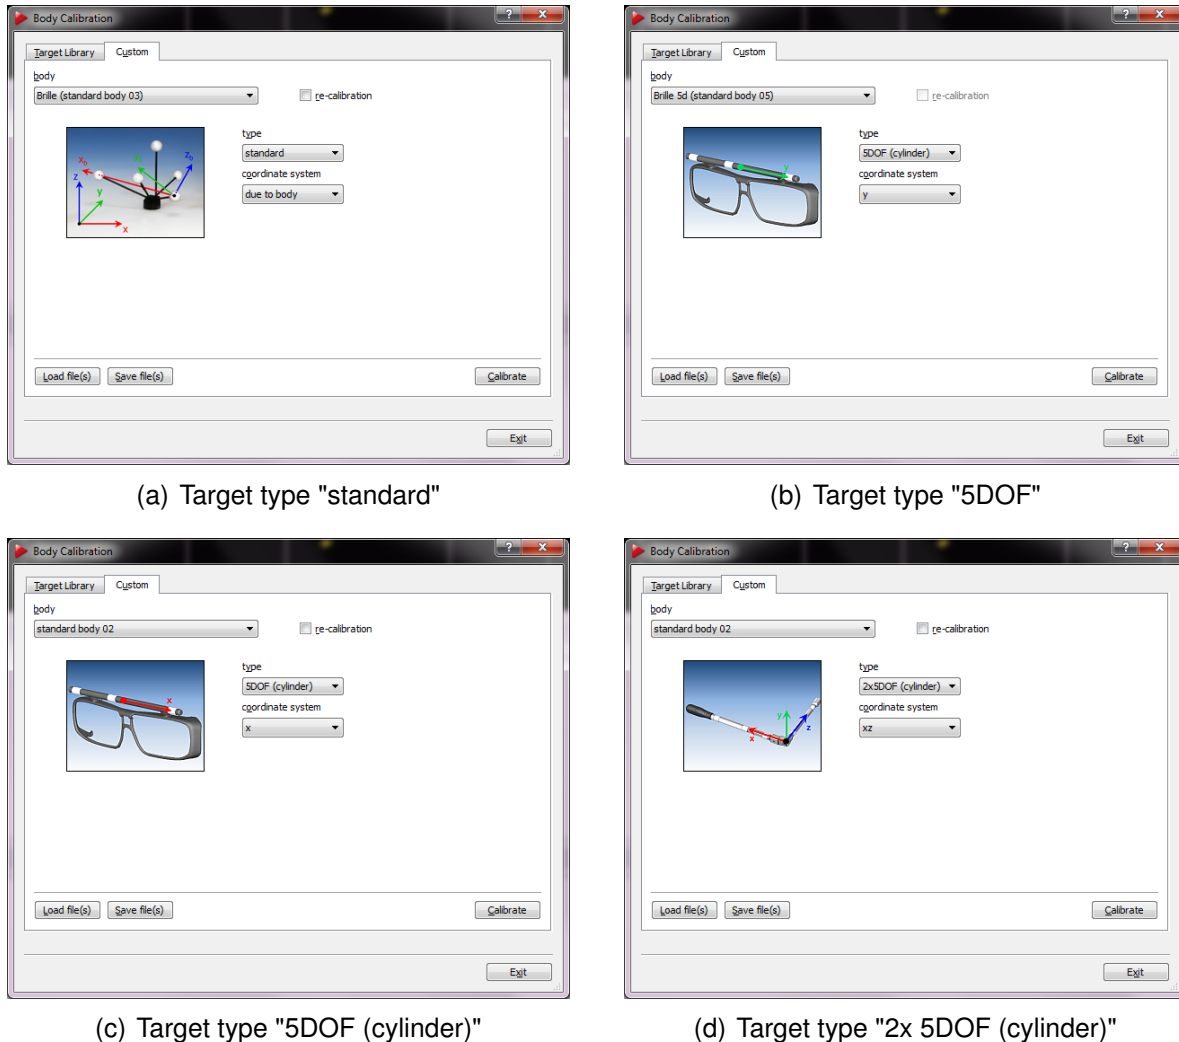 Body Calibration
Target Library Custom
body
Brille (standard body 03) re-calibration
type
standard
coordinate system
due to body
x_b y_b z_b
z y x
Load file(s) Save file(s) Calibrate
Exit
(a) Target type "standard"
Body Calibration
Target Library Custom
body
Brille 5d (standard body 05) re-calibration
type
5DOF (cylinder)
coordinate system
y
y
Load file(s) Save file(s) Calibrate
Exit
(b) Target type "5DOF"
Body Calibration
Target Library Custom
body
standard body 02 re-calibration
type
5DOF (cylinder)
coordinate system
x
x
Load file(s) Save file(s) Calibrate
Exit
(c) Target type "5DOF (cylinder)"
Body Calibration
Target Library Custom
body
standard body 02 re-calibration
type
2x5DOF (cylinder)
coordinate system
xz
y x z
Load file(s) Save file(s) Calibrate
Exit
(d) Target type "2x 5DOF (cylinder)"